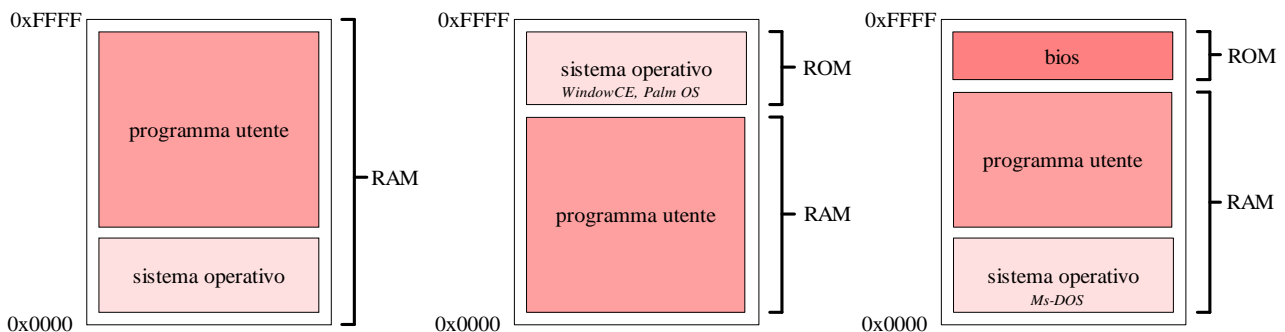 0xFFFF
programma utente
RAM
sistema operativo
0x0000
0xFFFF
sistema operativo
WindowCE, Palm OS
ROM
programma utente
RAM
0x0000
0xFFFF
bios
ROM
programma utente
RAM
sistema operativo
Ms-DOS
0x0000